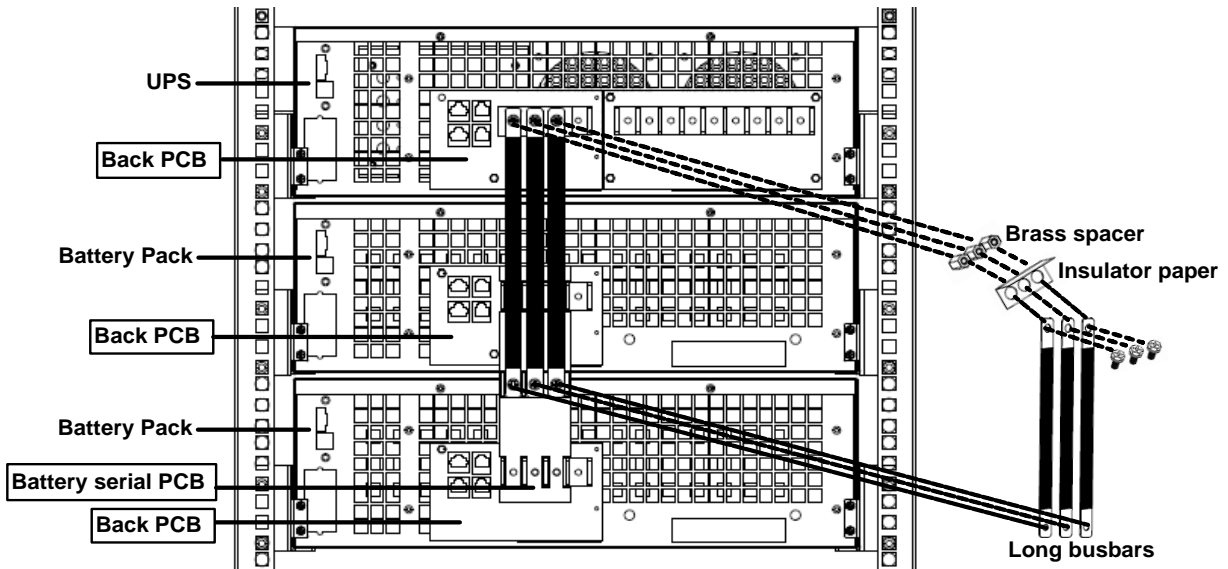 UPS
Back PCB
Brass spacer
Battery Pack
Insulator paper
Back PCB
Battery Pack
Battery serial PCB
Back PCB
Long busbars